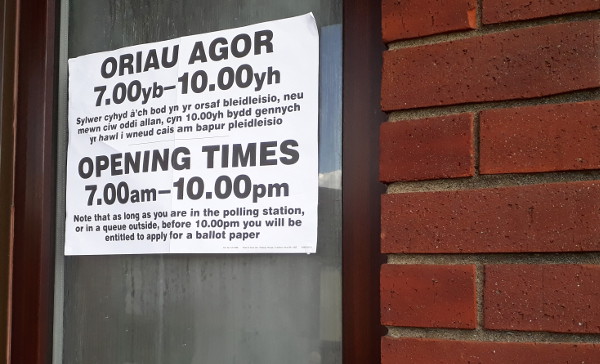 ORIAU AGOR
7.00yb–10.00yh
Sylwer cyhyd â'ch bod yn yr orsaf bleidleisio, neu
mewn ciw oddi allan, cyn 10.00yh bydd gennych
yr hawl i wneud cais am bapur pleidleisio
OPENING TIMES
7.00am–10.00pm
Note that as long as you are in the polling station,
or in a queue outside, before 10.00pm you will be
entitled to apply for a ballot paper